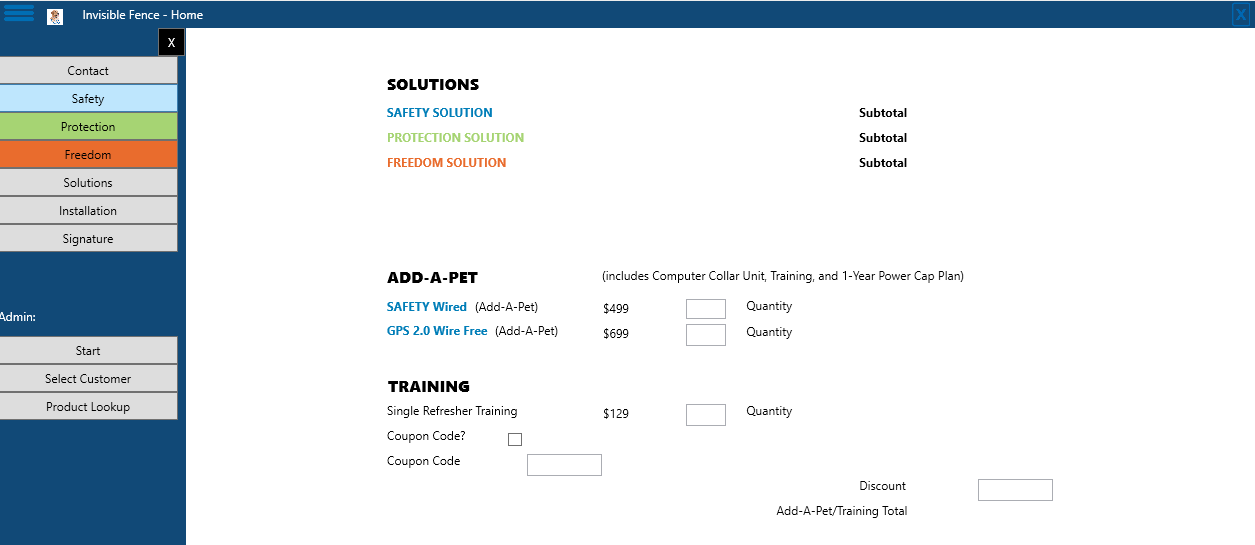 Invisible Fence - Home
X
X
Contact
Safety
Protection
Freedom
Solutions
Installation
Signature
Admin:
Start
Select Customer
Product Lookup
SOLUTIONS
SAFETY SOLUTION Subtotal
PROTECTION SOLUTION Subtotal
FREEDOM SOLUTION Subtotal
ADD-A-PET (includes Computer Collar Unit, Training, and 1-Year Power Cap Plan)
SAFETY Wired (Add-A-Pet) $499 Quantity
GPS 2.0 Wire Free (Add-A-Pet) $699 Quantity
TRAINING
Single Refresher Training $129 Quantity
Coupon Code?
Coupon Code
Discount
Add-A-Pet/Training Total